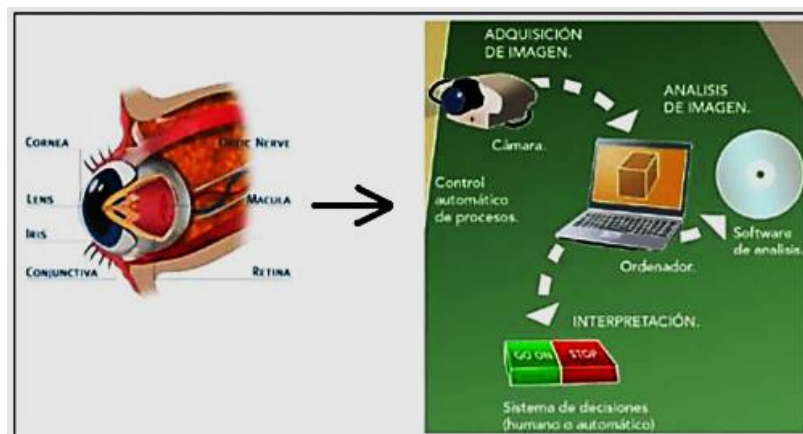 CORNEA
LENS
IRIS
CONJUNCTIVA
OPTIC NERVE
MACULA
RETINA
ADQUISICIÓN
DE IMAGEN.
Cámara.
Control
automático
de procesos.
ANALISIS
DE IMAGEN.
Software
de analisis.
Ordenador.
INTERPRETACIÓN.
GO ON STOP
Sistema de decisiones
(humano o automático)